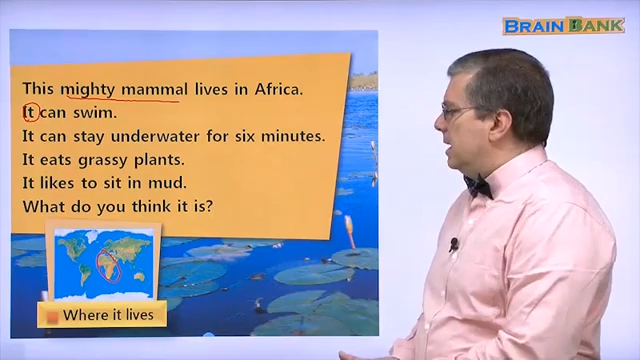 BRAIN BANK
This mighty mammal lives in Africa.
It can swim.
It can stay underwater for six minutes.
It eats grassy plants.
It likes to sit in mud.
What do you think it is?
Where it lives